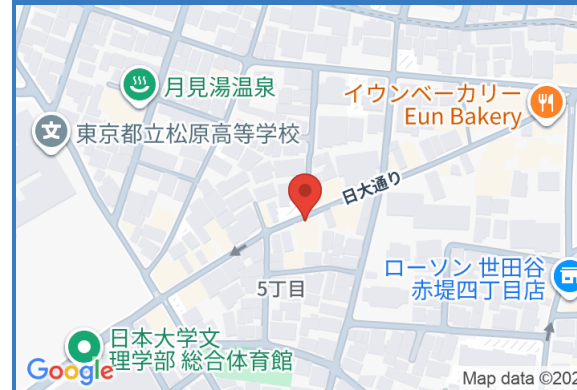 月見湯温泉
東京都立松原高等学校
イウンベーカリー
Eun Bakery
日大通り
5丁目
ローソン 世田谷
赤堤四丁目店
日本大学文
理学部 総合体育館
Google
Map data ©202
文